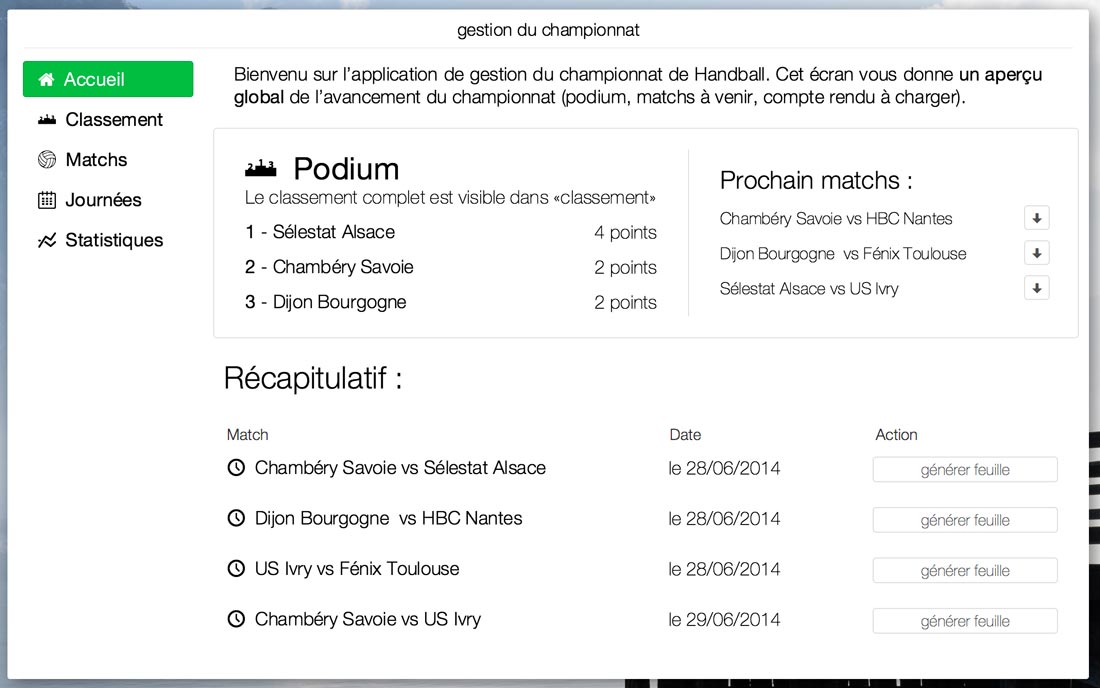 gestion du championnat
Accueil
Classement
Matchs
Journées
Statistiques
Bienvenu sur l’application de gestion du championnat de Handball. Cet écran vous donne un aperçu
global de l’avancement du championnat (podium, matchs à venir, compte rendu à charger).
2 1 3 Podium
Le classement complet est visible dans «classement»
1 - Sélestat Alsace 4 points
2 - Chambéry Savoie 2 points
3 - Dijon Bourgogne 2 points
Prochain matchs :
Chambéry Savoie vs HBC Nantes
Dijon Bourgogne  vs Fénix Toulouse
Sélestat Alsace vs US Ivry
Récapitulatif :
Match Date Action
Chambéry Savoie vs Sélestat Alsace le 28/06/2014 générer feuille
Dijon Bourgogne  vs HBC Nantes le 28/06/2014 générer feuille
US Ivry vs Fénix Toulouse le 28/06/2014 générer feuille
Chambéry Savoie vs US Ivry le 29/06/2014 générer feuille